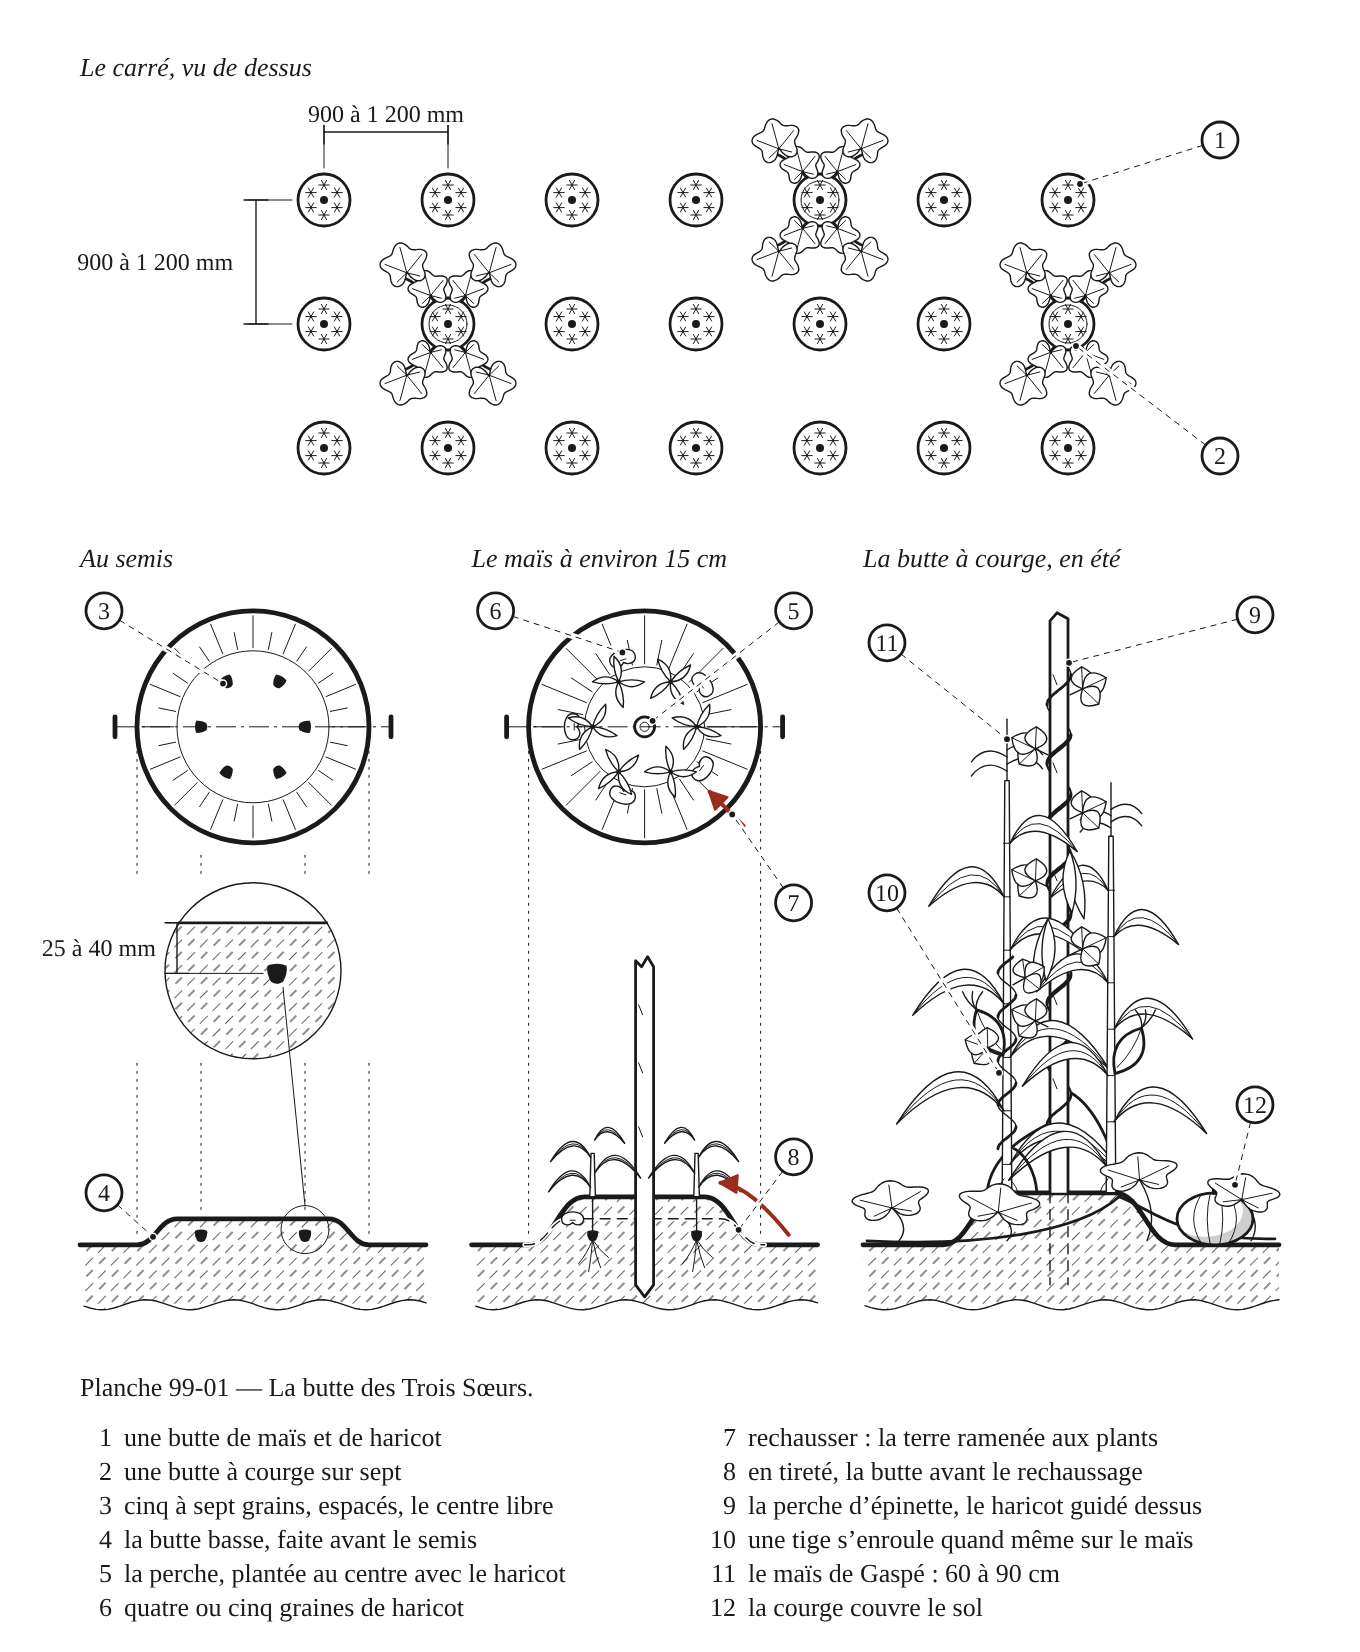 Le carré, vu de dessus
900 à 1 200 mm
1
900 à 1 200 mm
2
Au semis
Le maïs à environ 15 cm
La butte à courge, en été
3
6
5
9
11
10
7
25 à 40 mm
12
8
4
Planche 99-01 — La butte des Trois Sœurs.
1 une butte de maïs et de haricot
2 une butte à courge sur sept
3 cinq à sept grains, espacés, le centre libre
4 la butte basse, faite avant le semis
5 la perche, plantée au centre avec le haricot
6 quatre ou cinq graines de haricot
7 rechausser : la terre ramenée aux plants
8 en tireté, la butte avant le rechaussage
9 la perche d’épinette, le haricot guidé dessus
10 une tige s’enroule quand même sur le maïs
11 le maïs de Gaspé : 60 à 90 cm
12 la courge couvre le sol